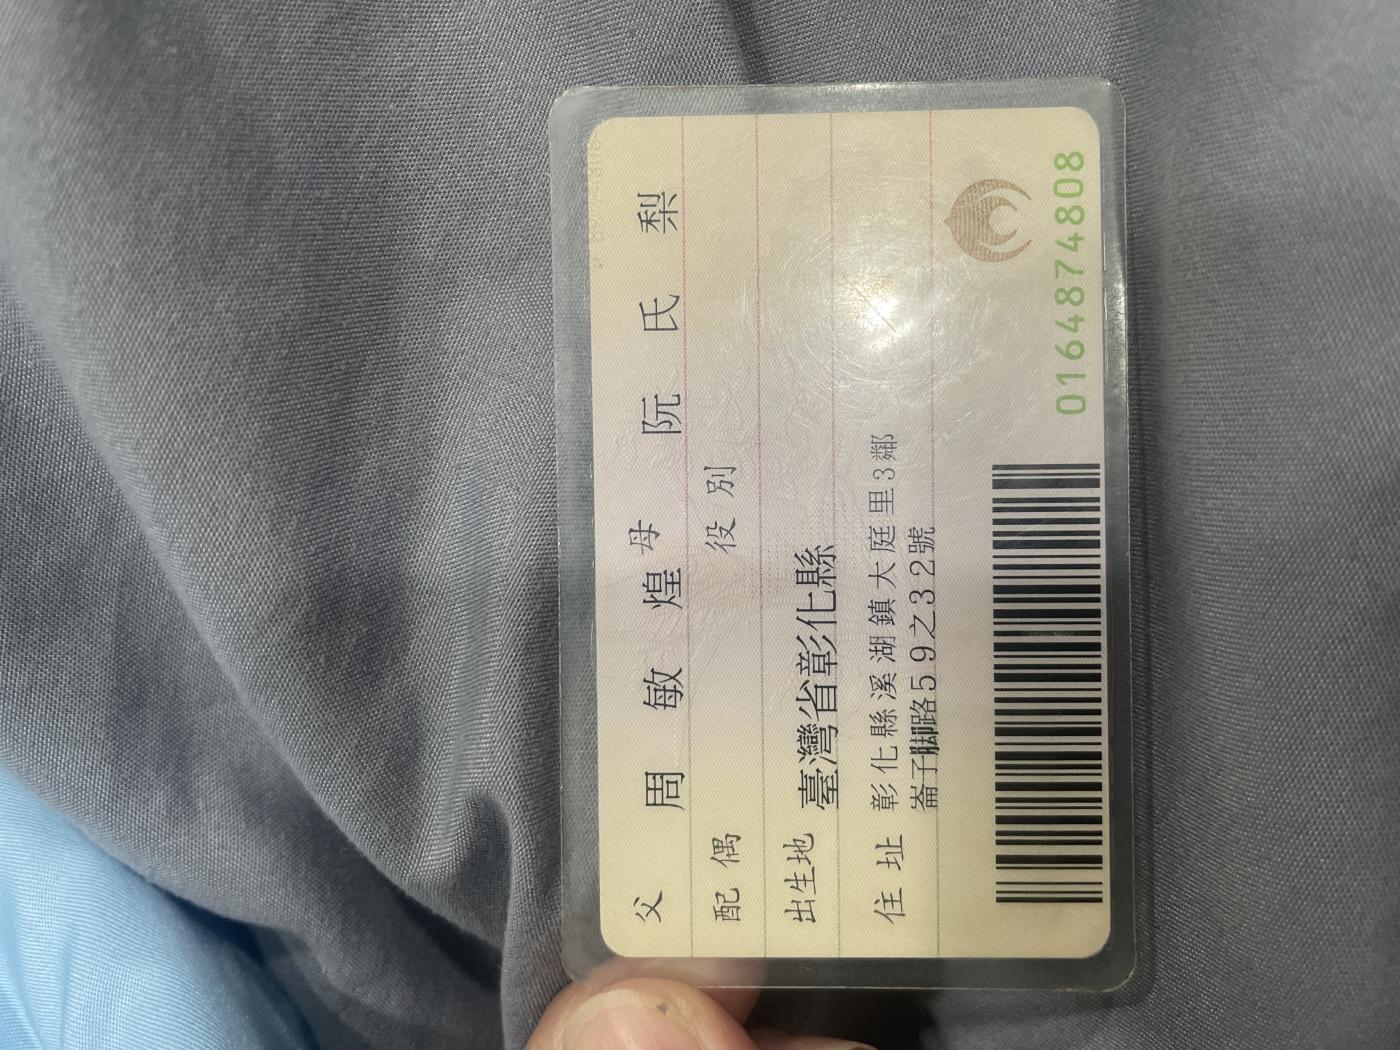 父 周敏煌 母 阮氏梨
配偶 役別
出生地 臺灣省彰化縣
住址 彰化縣溪湖鎮大庭里3鄰
崙子腳路59之32號
0164874808